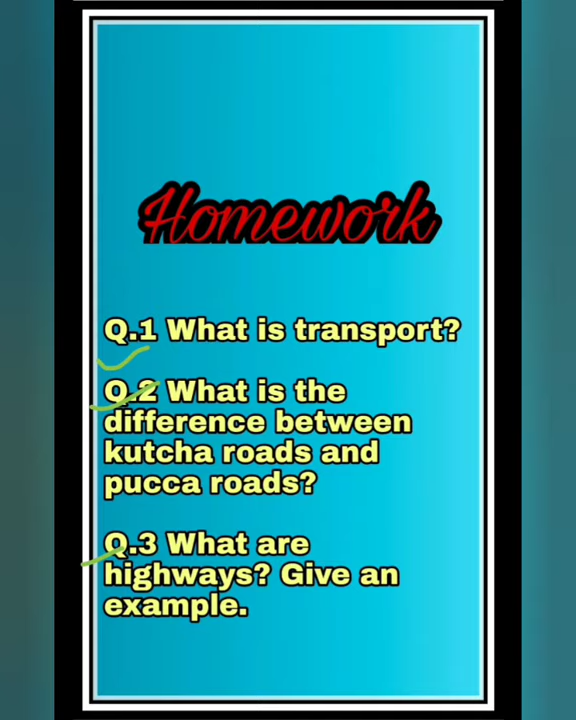 Homework
Q.1 What is transport?
Q.2 What is the
difference between
kutcha roads and
pucca roads?
Q.3 What are
highways? Give an
example.